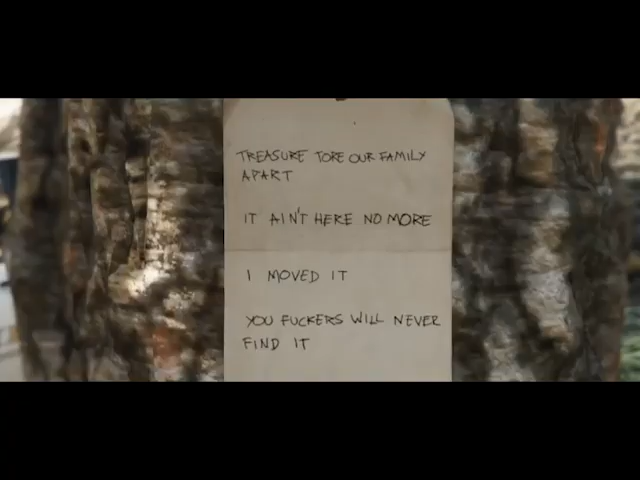 TREASURE TORE OUR FAMILY
APART
IT AIN'T HERE NO MORE
I MOVED IT
YOU FUCKERS WILL NEVER
FIND IT